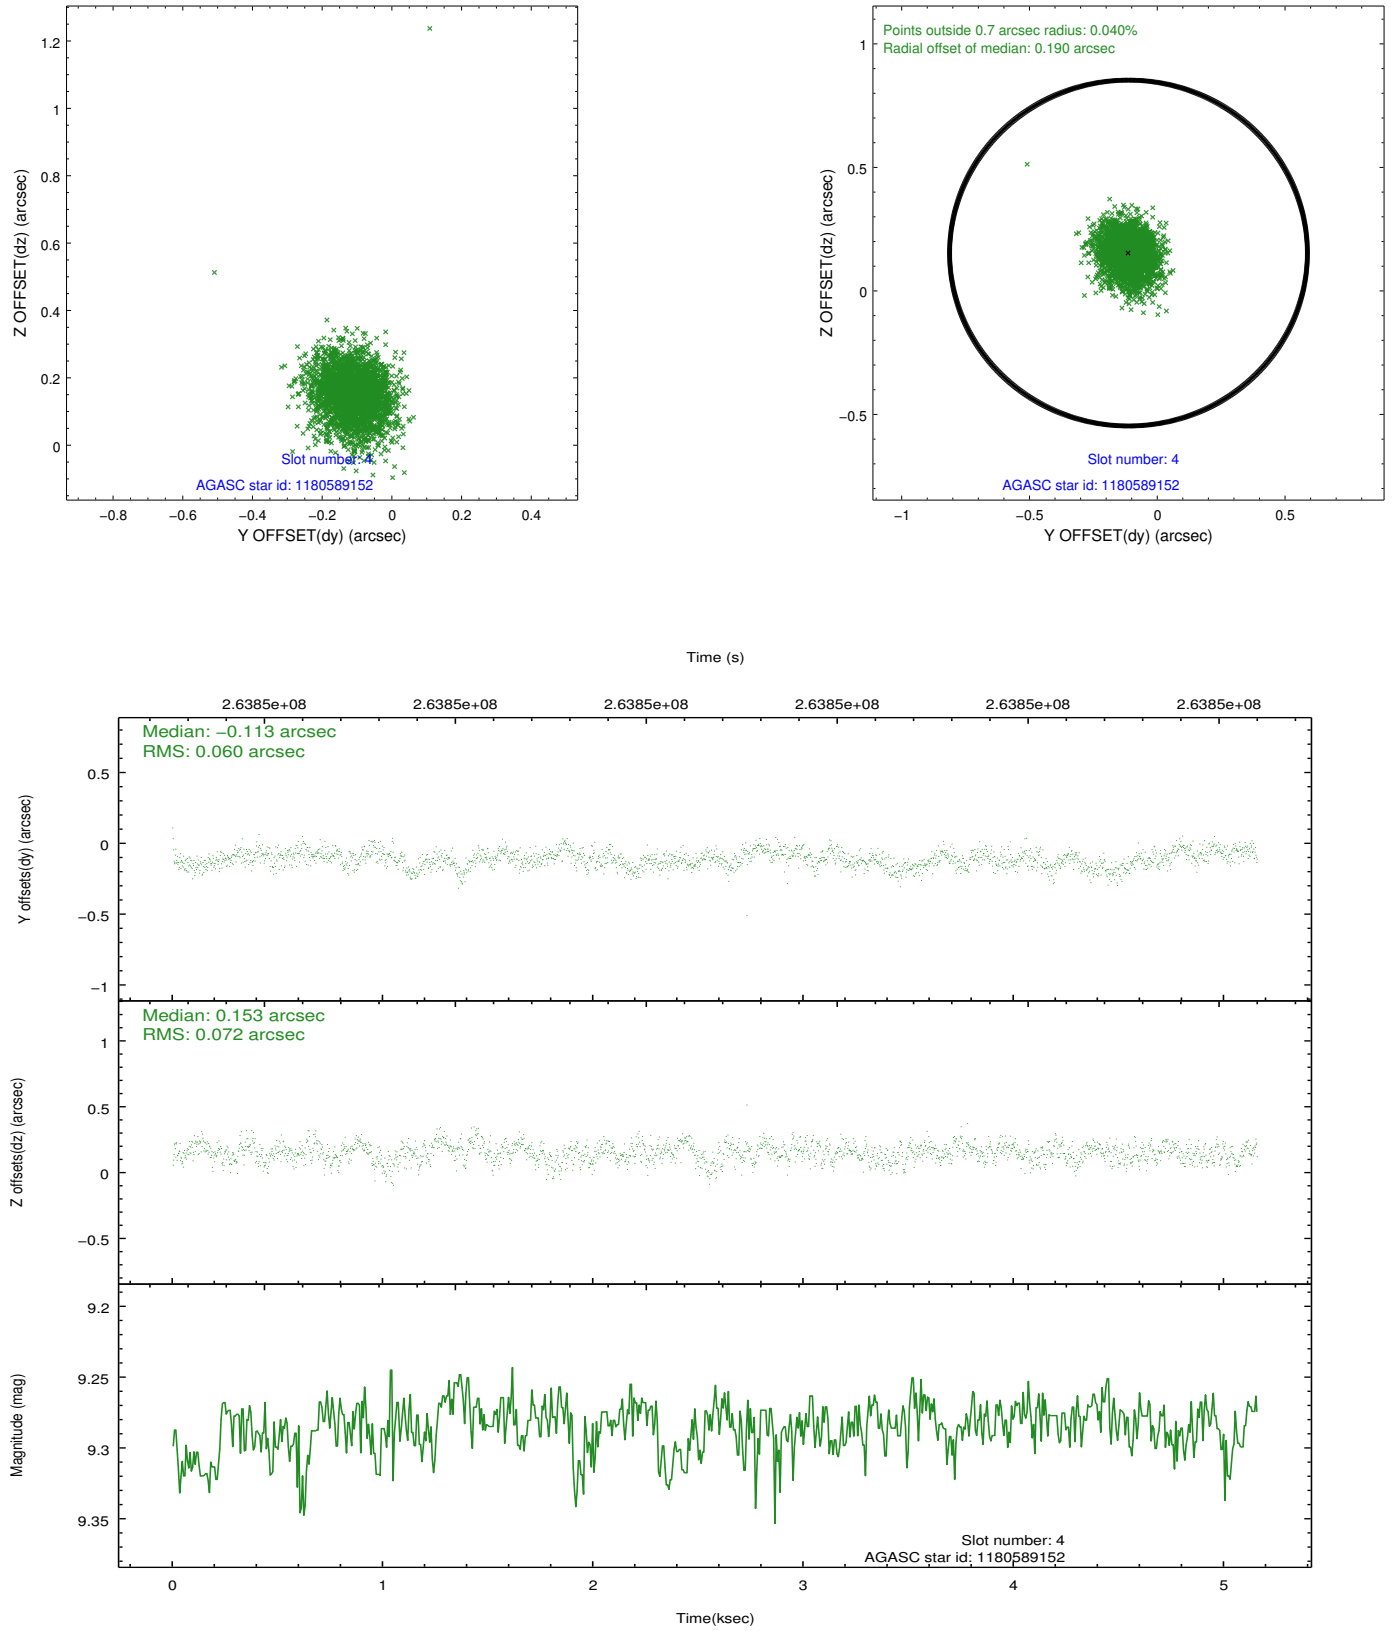 1.2
1
0.8
0.6
0.4
0.2
0
Z OFFSET(dz) (arcsec)
Slot number: 4
AGASC star id: 1180589152
−0.8 −0.6 −0.4 −0.2 0 0.2 0.4
Y OFFSET(dy) (arcsec)
Points outside 0.7 arcsec radius: 0.040%
Radial offset of median: 0.190 arcsec
1
0.5
0
−0.5
Z OFFSET(dz) (arcsec)
Slot number: 4
AGASC star id: 1180589152
−1 −0.5 0 0.5
Y OFFSET(dy) (arcsec)
Time (s)
2.6385e+08 2.6385e+08 2.6385e+08 2.6385e+08 2.6385e+08 2.6385e+08
Median: −0.113 arcsec
RMS: 0.060 arcsec
0.5
0
−0.5
−1
Y offsets(dy) (arcsec)
Median: 0.153 arcsec
RMS: 0.072 arcsec
1
0.5
0
−0.5
Z offsets(dz) (arcsec)
9.2
9.25
9.3
9.35
Magnitude (mag)
Slot number: 4
AGASC star id: 1180589152
0 1 2 3 4 5
Time(ksec)